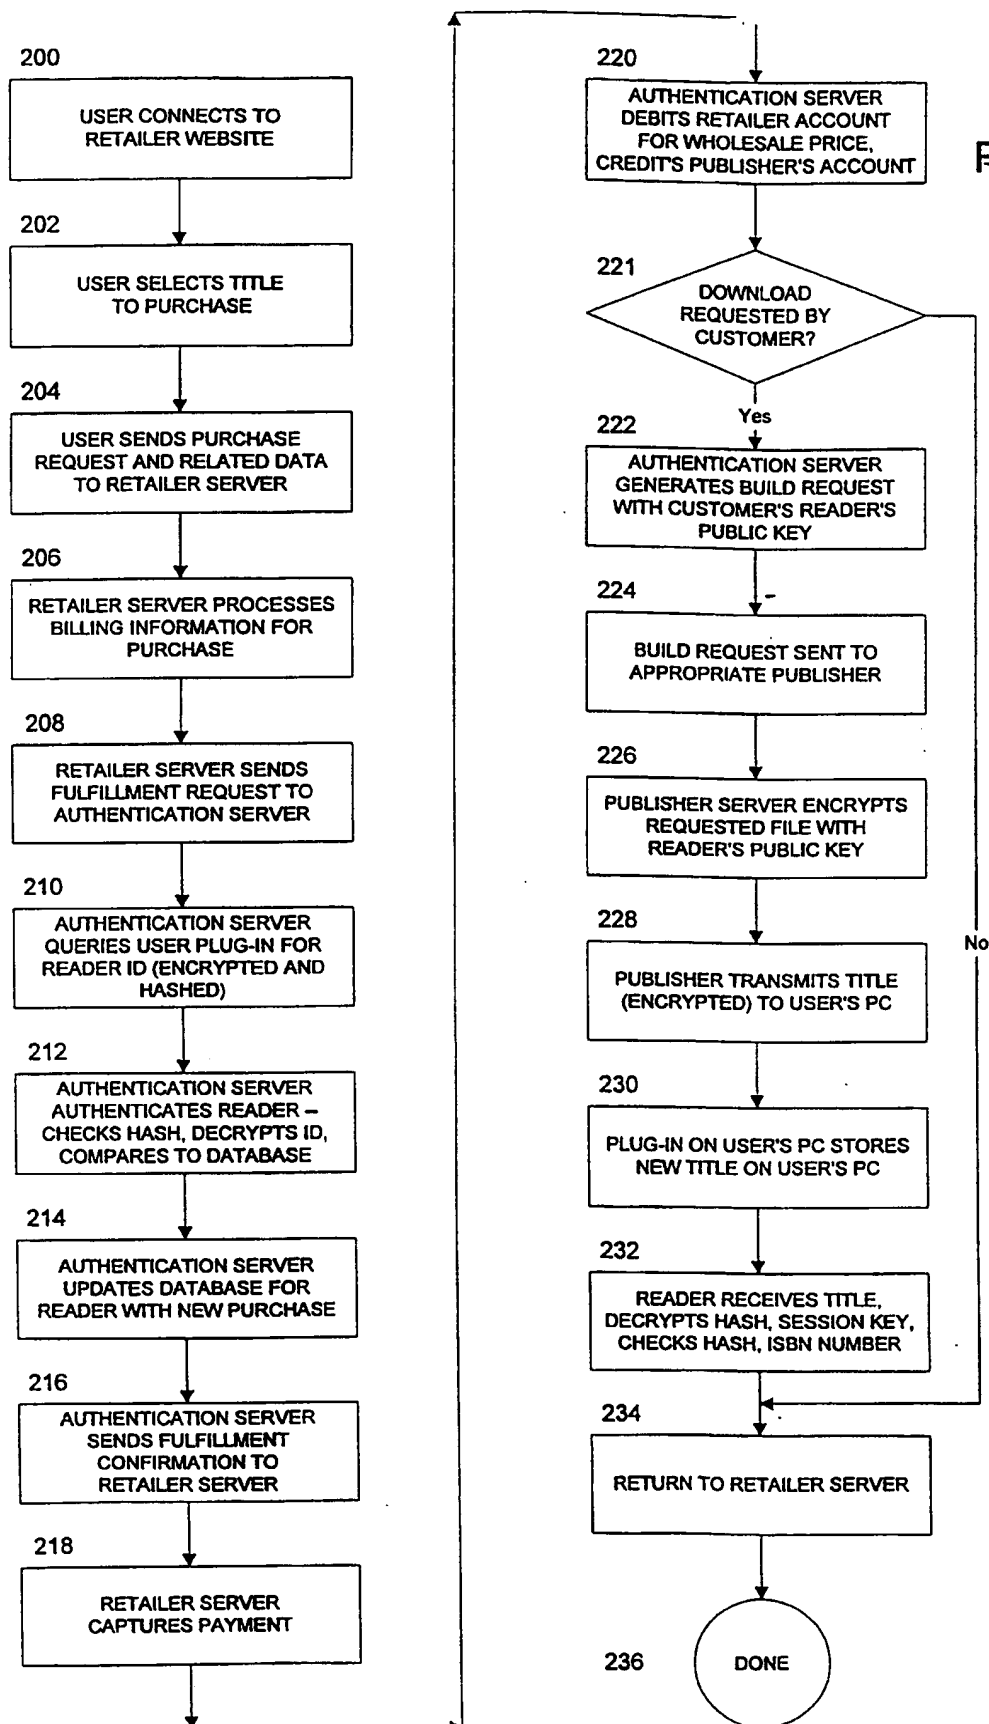 200
USER CONNECTS TO
RETAILER WEBSITE
202
USER SELECTS TITLE
TO PURCHASE
204
USER SENDS PURCHASE
REQUEST AND RELATED DATA
TO RETAILER SERVER
206
RETAILER SERVER PROCESSES
BILLING INFORMATION FOR
PURCHASE
208
RETAILER SERVER SENDS
FULFILLMENT REQUEST TO
AUTHENTICATION SERVER
210
AUTHENTICATION SERVER
QUERIES USER PLUG-IN FOR
READER ID (ENCRYPTED AND
HASHED)
212
AUTHENTICATION SERVER
AUTHENTICATES READER –
CHECKS HASH, DECRYPTS ID,
COMPARES TO DATABASE
214
AUTHENTICATION SERVER
UPDATES DATABASE FOR
READER WITH NEW PURCHASE
216
AUTHENTICATION SERVER
SENDS FULFILLMENT
CONFIRMATION TO
RETAILER SERVER
218
RETAILER SERVER
CAPTURES PAYMENT
220
AUTHENTICATION SERVER
DEBITS RETAILER ACCOUNT
FOR WHOLESALE PRICE,
CREDIT'S PUBLISHER'S ACCOUNT
221
DOWNLOAD
REQUESTED BY
CUSTOMER?
Yes
222
AUTHENTICATION SERVER
GENERATES BUILD REQUEST
WITH CUSTOMER'S READER'S
PUBLIC KEY
224
BUILD REQUEST SENT TO
APPROPRIATE PUBLISHER
226
PUBLISHER SERVER ENCRYPTS
REQUESTED FILE WITH
READER'S PUBLIC KEY
228
No
PUBLISHER TRANSMITS TITLE
(ENCRYPTED) TO USER'S PC
230
PLUG-IN ON USER'S PC STORES
NEW TITLE ON USER'S PC
232
READER RECEIVES TITLE,
DECRYPTS HASH, SESSION KEY,
CHECKS HASH, ISBN NUMBER
234
RETURN TO RETAILER SERVER
236
DONE